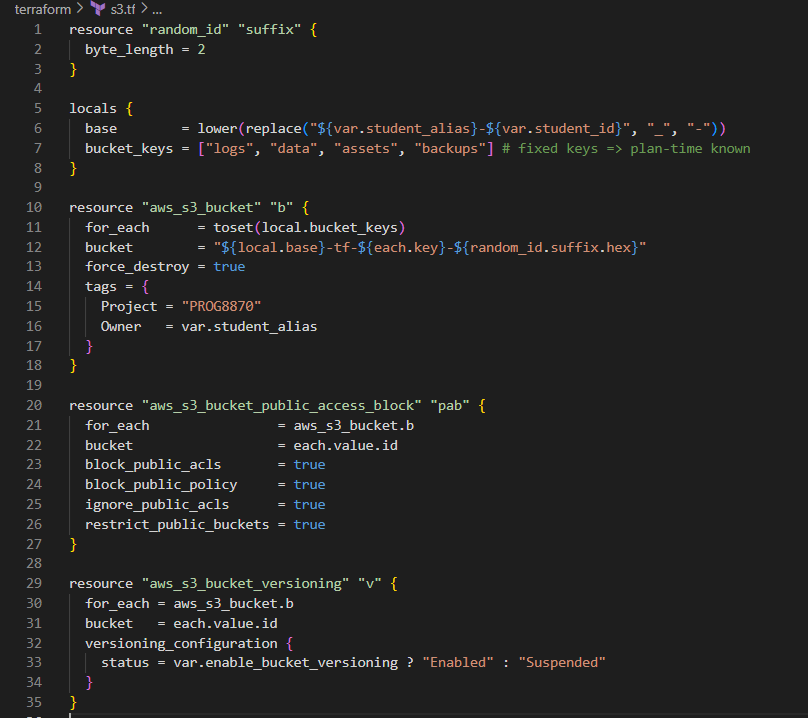 terraform > s3.tf > ...
1 resource "random_id" "suffix" {
2   byte_length = 2
3 }
4
5 locals {
6   base        = lower(replace("${var.student_alias}-${var.student_id}", "_", "-"))
7   bucket_keys = ["logs", "data", "assets", "backups"] # fixed keys => plan-time known
8 }
9
10 resource "aws_s3_bucket" "b" {
11   for_each      = toset(local.bucket_keys)
12   bucket        = "${local.base}-tf-${each.key}-${random_id.suffix.hex}"
13   force_destroy = true
14   tags = {
15     Project = "PROG8870"
16     Owner   = var.student_alias
17   }
18 }
19
20 resource "aws_s3_bucket_public_access_block" "pab" {
21   for_each                = aws_s3_bucket.b
22   bucket                  = each.value.id
23   block_public_acls       = true
24   block_public_policy     = true
25   ignore_public_acls      = true
26   restrict_public_buckets = true
27 }
28
29 resource "aws_s3_bucket_versioning" "v" {
30   for_each = aws_s3_bucket.b
31   bucket   = each.value.id
32   versioning_configuration {
33     status = var.enable_bucket_versioning ? "Enabled" : "Suspended"
34   }
35 }